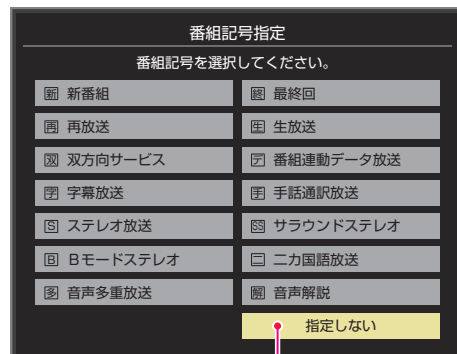 番組記号指定
番組記号を選択してください。
新 新番組
終 最終回
再 再放送
生 生放送
双 双方向サービス
デ 番組連動データ放送
字 字幕放送
手 手話通訳放送
S ステレオ放送
SS サラウンドステレオ
B Bモードステレオ
二 二カ国語放送
多 音声多重放送
解 音声解説
指定しない